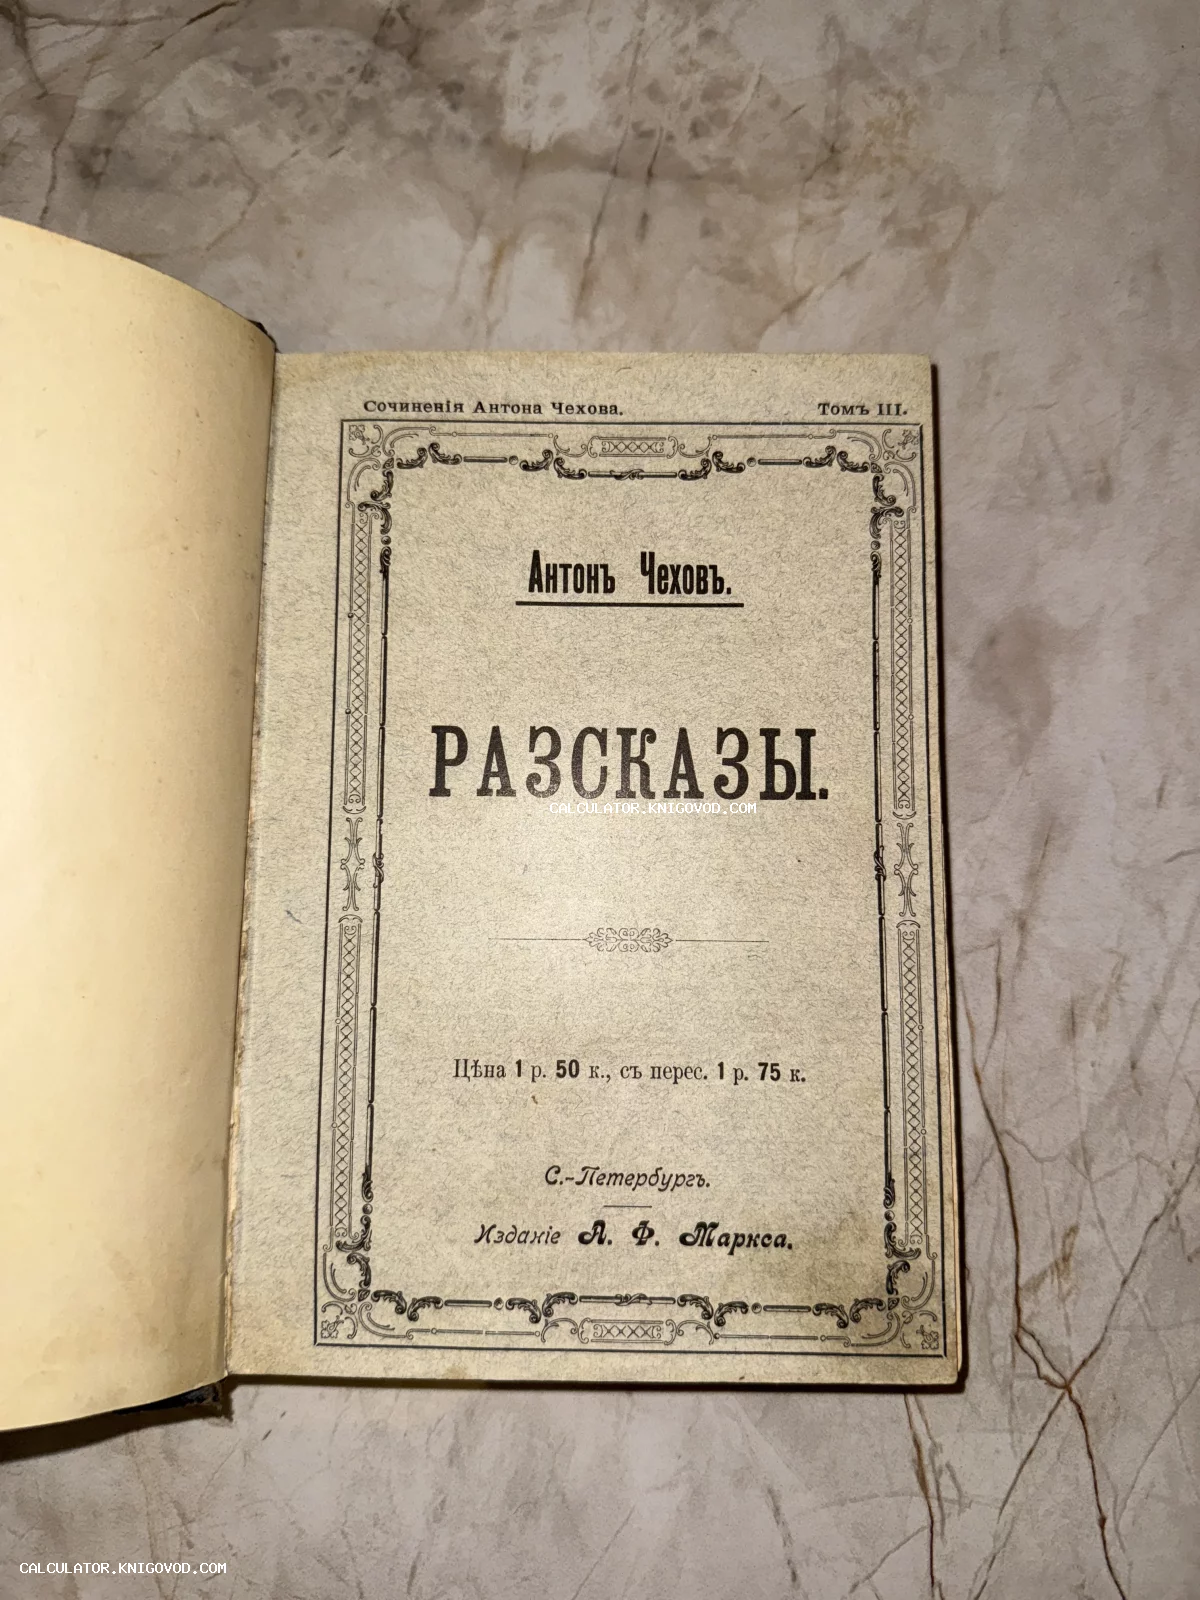 Сочиненія Антона Чехова. Томъ III.
Антонъ Чеховъ.
РАЗСКАЗЫ.
CALCULATOR.KNIGOVOD.COM
Цѣна 1 р. 50 к., съ перес. 1 р. 75 к.
С.-Петербургъ.
Изданіе А. Ф. Маркса.
CALCULATOR.KNIGOVOD.COM